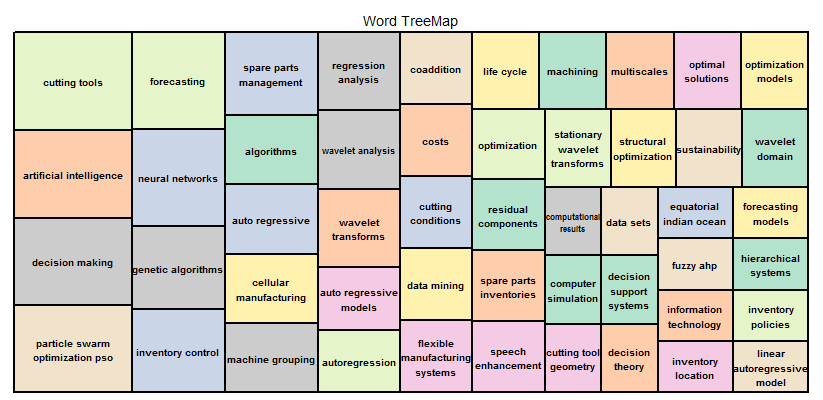 Word TreeMap
cutting tools
artificial intelligence
decision making
particle swarm
optimization pso
forecasting
neural networks
genetic algorithms
inventory control
spare parts
management
algorithms
auto regressive
cellular
manufacturing
machine grouping
regression
analysis
wavelet analysis
wavelet
transforms
auto regressive
models
autoregression
coaddition
costs
cutting
conditions
data mining
flexible
manufacturing
systems
life cycle
machining
multiscales
optimal
solutions
optimization
models
optimization
residual
components
spare parts
inventories
speech
enhancement
stationary
wavelet
transforms
structural
optimization
sustainability
wavelet
domain
computational
results
computer
simulation
cutting tool
geometry
data sets
decision
support
systems
decision
theory
equatorial
indian ocean
fuzzy ahp
information
technology
inventory
location
forecasting
models
hierarchical
systems
inventory
policies
linear
autoregressive
model